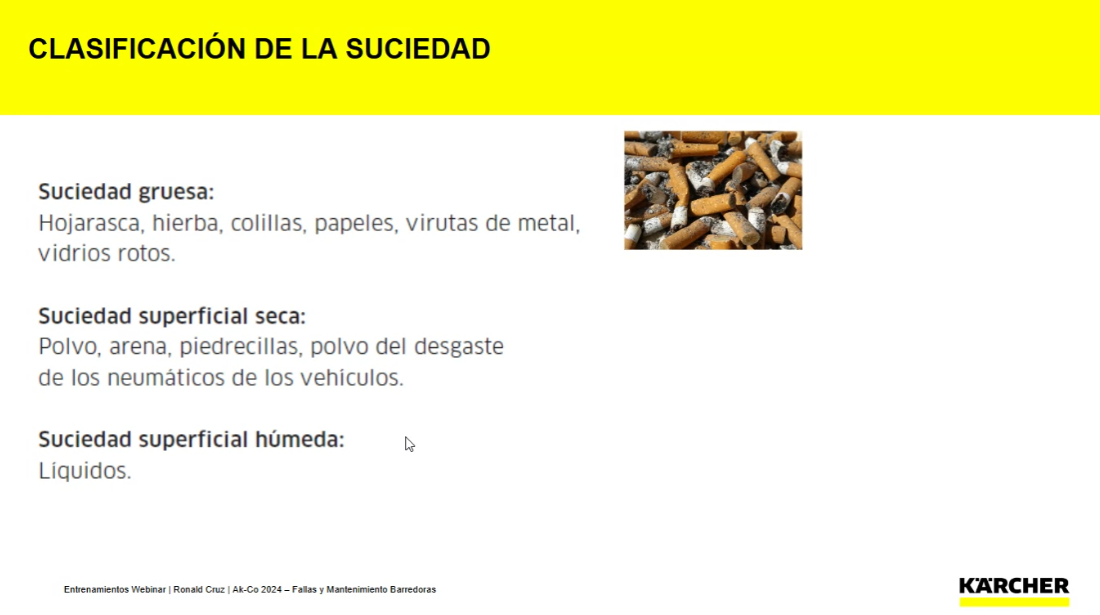 CLASIFICACIÓN DE LA SUCIEDAD
Suciedad gruesa:
Hojarasca, hierba, colillas, papeles, virutas de metal,
vidrios rotos.
Suciedad superficial seca:
Polvo, arena, piedrecillas, polvo del desgaste
de los neumáticos de los vehículos.
Suciedad superficial húmeda:
Líquidos.
Entrenamientos Webinar | Ronald Cruz | Ak-Co 2024 – Fallas y Mantenimiento Barredoras
KÄRCHER